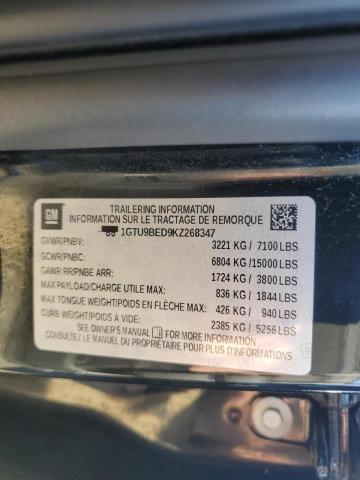 GM
TRAILERING INFORMATION
INFORMATION SUR LE TRACTAGE DE REMORQUE
1GTU9BED9KZ268347
GVWR/PNBV: 3221 KG / 7100 LBS
GCWR/PNBC: 6804 KG /15000 LBS
GAWR RR/PNBE ARR: 1724 KG / 3800 LBS
MAX PAYLOAD/CHARGE UTILE MAX: 836 KG / 1844 LBS
MAX TONGUE WEIGHT/POIDS EN FLÈCHE MAX: 426 KG / 940 LBS
CURB WEIGHT/POIDS À VIDE: 2385 KG / 5256 LBS
SEE OWNER'S MANUAL FOR MORE INFORMATION
CONSULTER LE MANUEL DU PROPRIÉTAIRE POUR PLUS D'INFORMATION